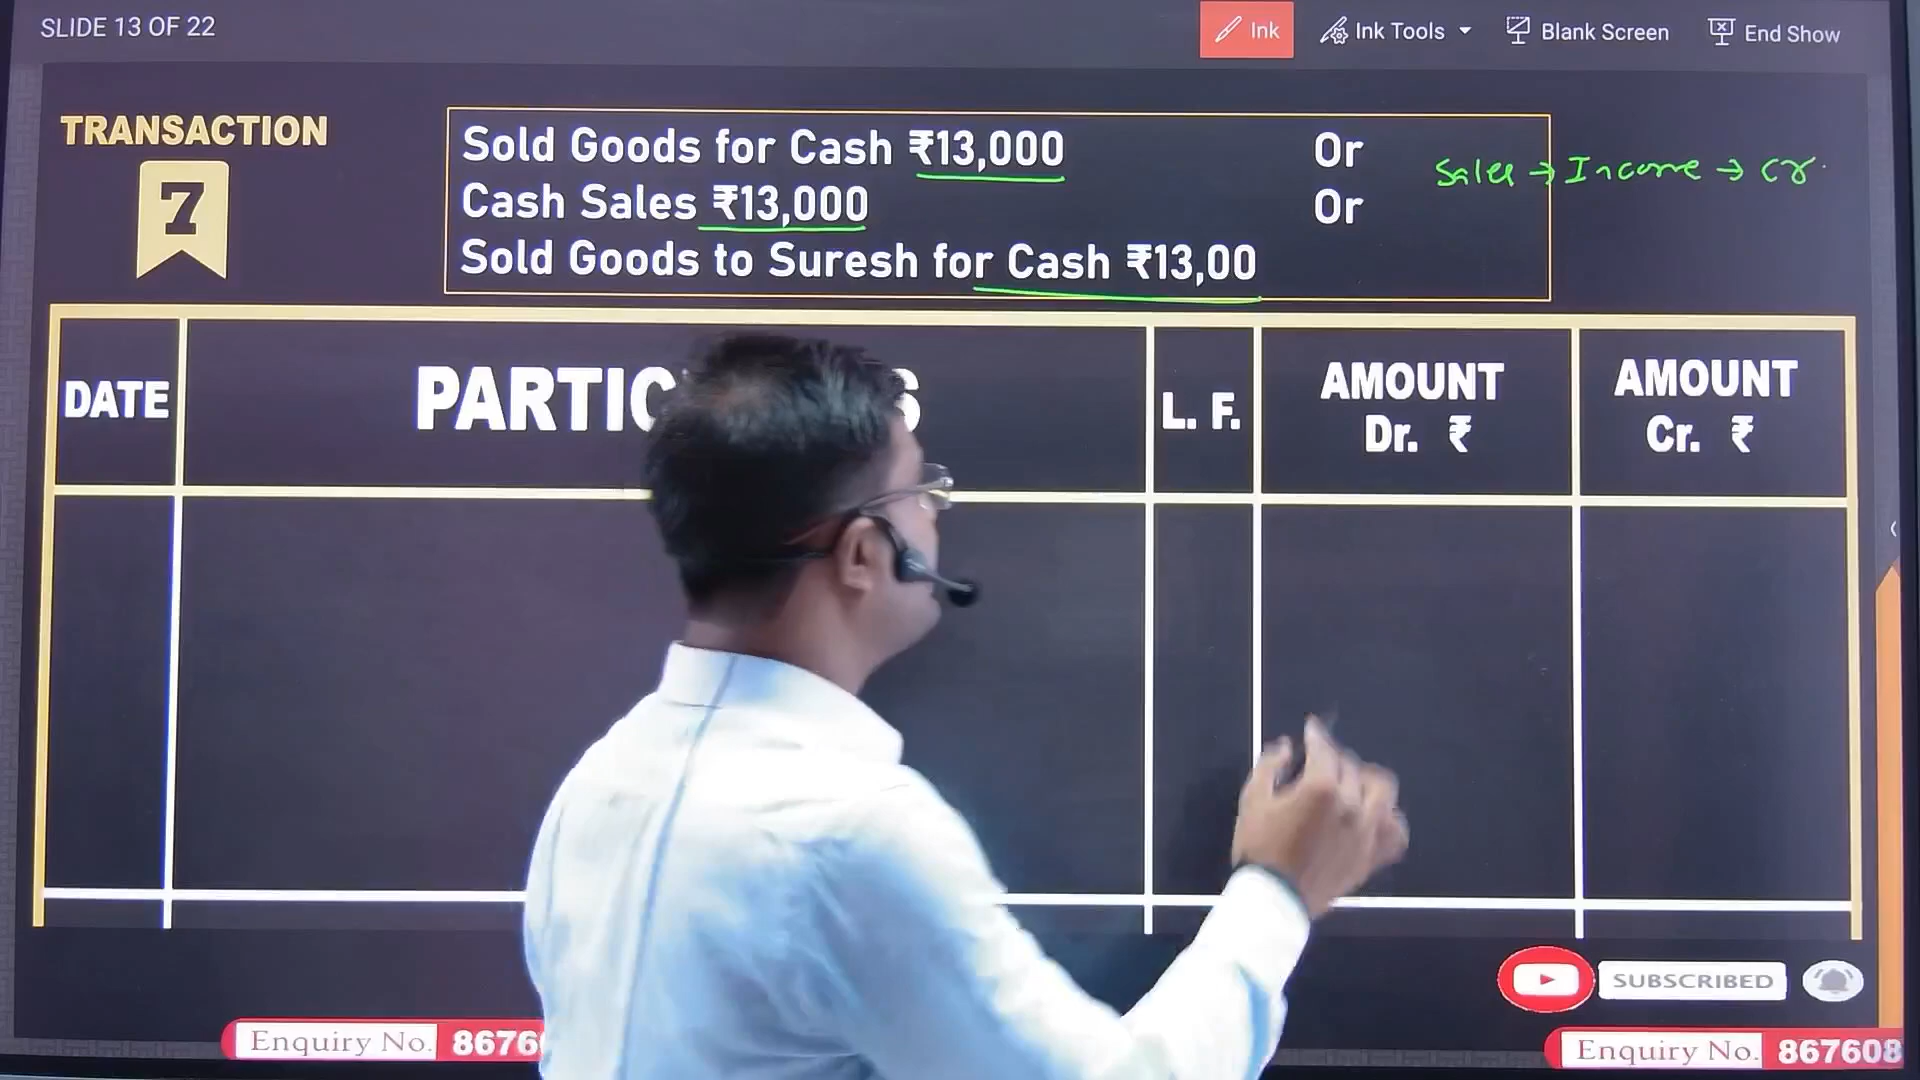 SLIDE 13 OF 22
Ink
Ink Tools
Blank Screen
End Show
TRANSACTION
7
Sold Goods for Cash ₹13,000 Or
Cash Sales ₹13,000 Or
Sold Goods to Suresh for Cash ₹13,00
Sales → Income → Cr.
DATE
L. F.
AMOUNT
Dr. ₹
AMOUNT
Cr. ₹
SUBSCRIBED
Enquiry No.
Enquiry No. 867608